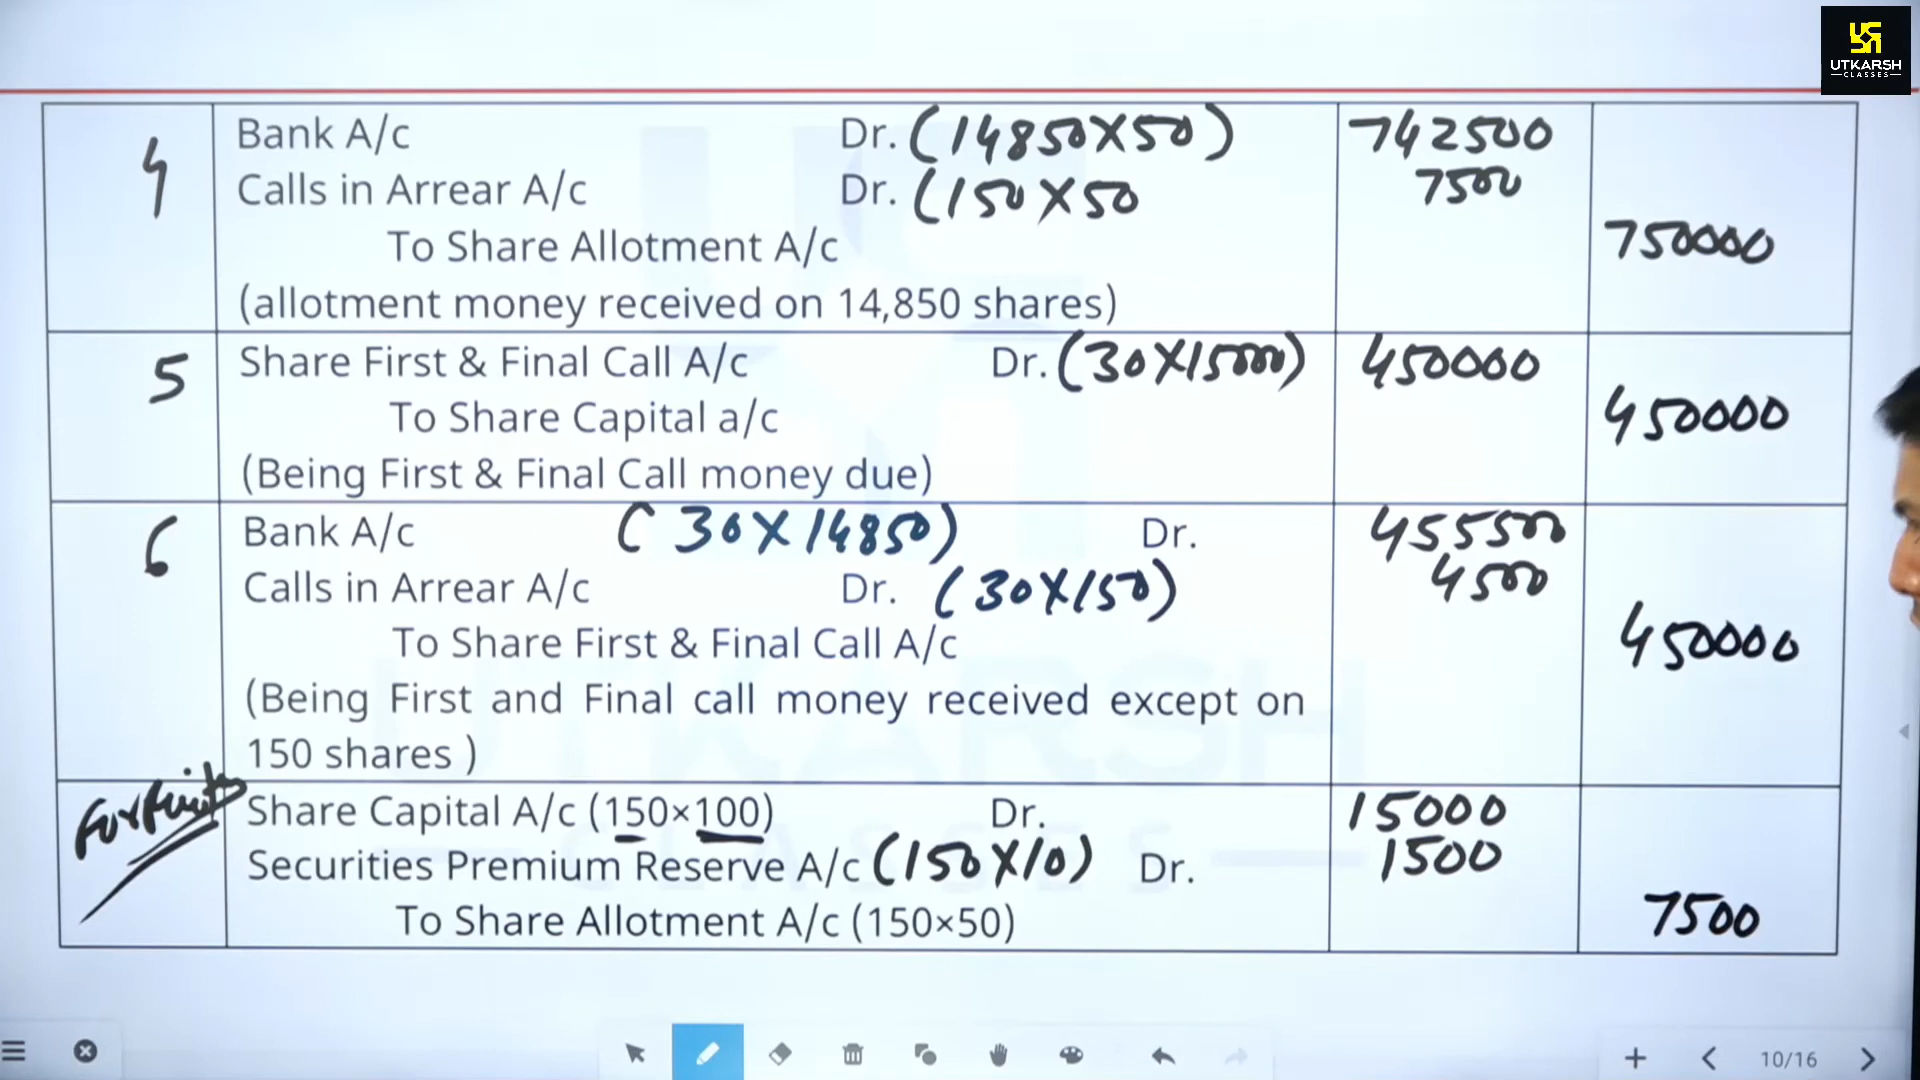 UTKARSH
CLASSES
4 Bank A/c Dr. (14850X50) 742500
Calls in Arrear A/c Dr. (150X50 7500
To Share Allotment A/c 750000
(allotment money received on 14,850 shares)
5 Share First & Final Call A/c Dr. (30X15000) 450000
To Share Capital a/c 450000
(Being First & Final Call money due)
6 Bank A/c (30X14850) Dr. 455500
Calls in Arrear A/c Dr. (30X150) 4500
To Share First & Final Call A/c 450000
(Being First and Final call money received except on
150 shares )
Share Capital A/c (150×100) Dr. 15000
Securities Premium Reserve A/c (150X10) Dr. 1500
To Share Allotment A/c (150×50) 7500
10/16